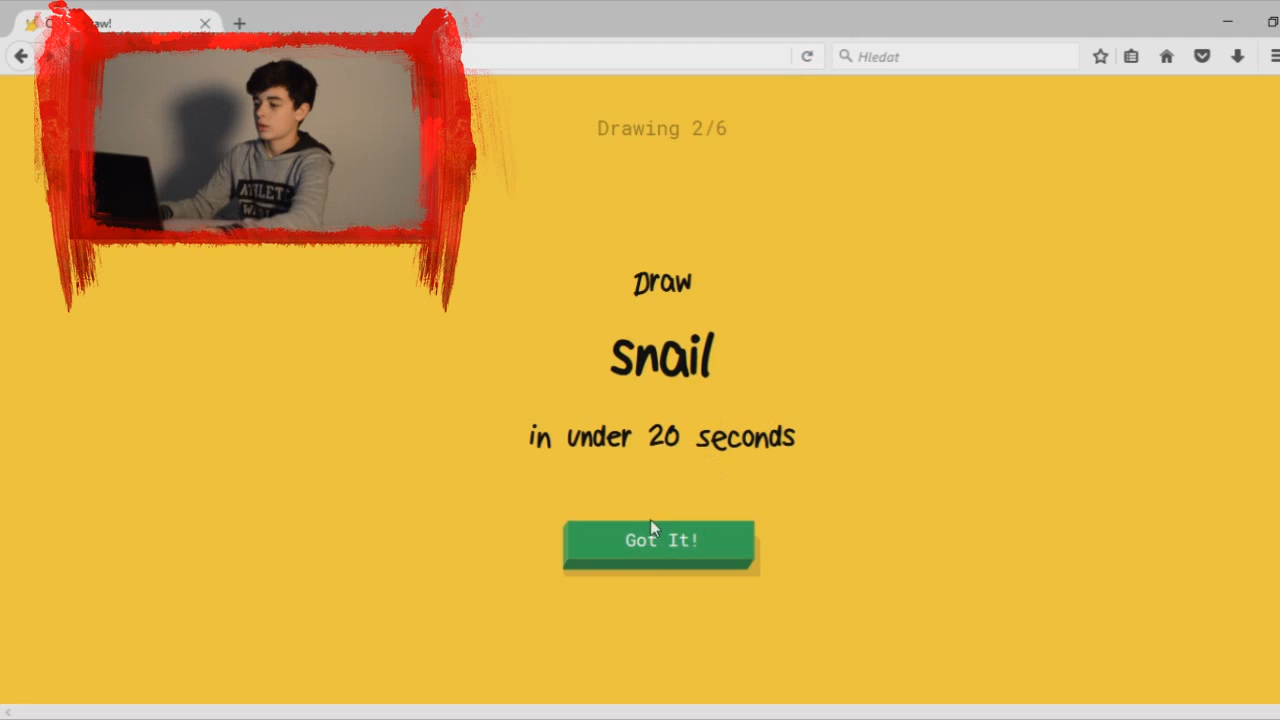 Hledat
Drawing 2/6
Draw
snail
in under 20 seconds
Got It!